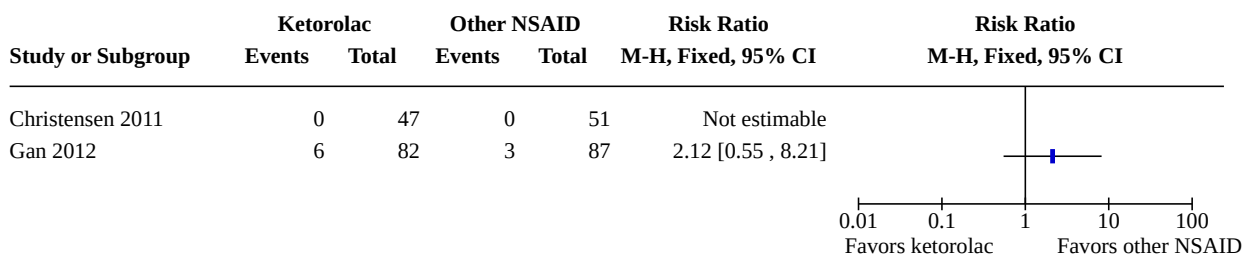 Ketorolac Other NSAID Risk Ratio Risk Ratio
Study or Subgroup Events Total Events Total M-H, Fixed, 95% CI M-H, Fixed, 95% CI
Christensen 2011 0 47 0 51 Not estimable
Gan 2012 6 82 3 87 2.12 [0.55 , 8.21]
0.01 0.1 1 10 100
Favors ketorolac Favors other NSAID